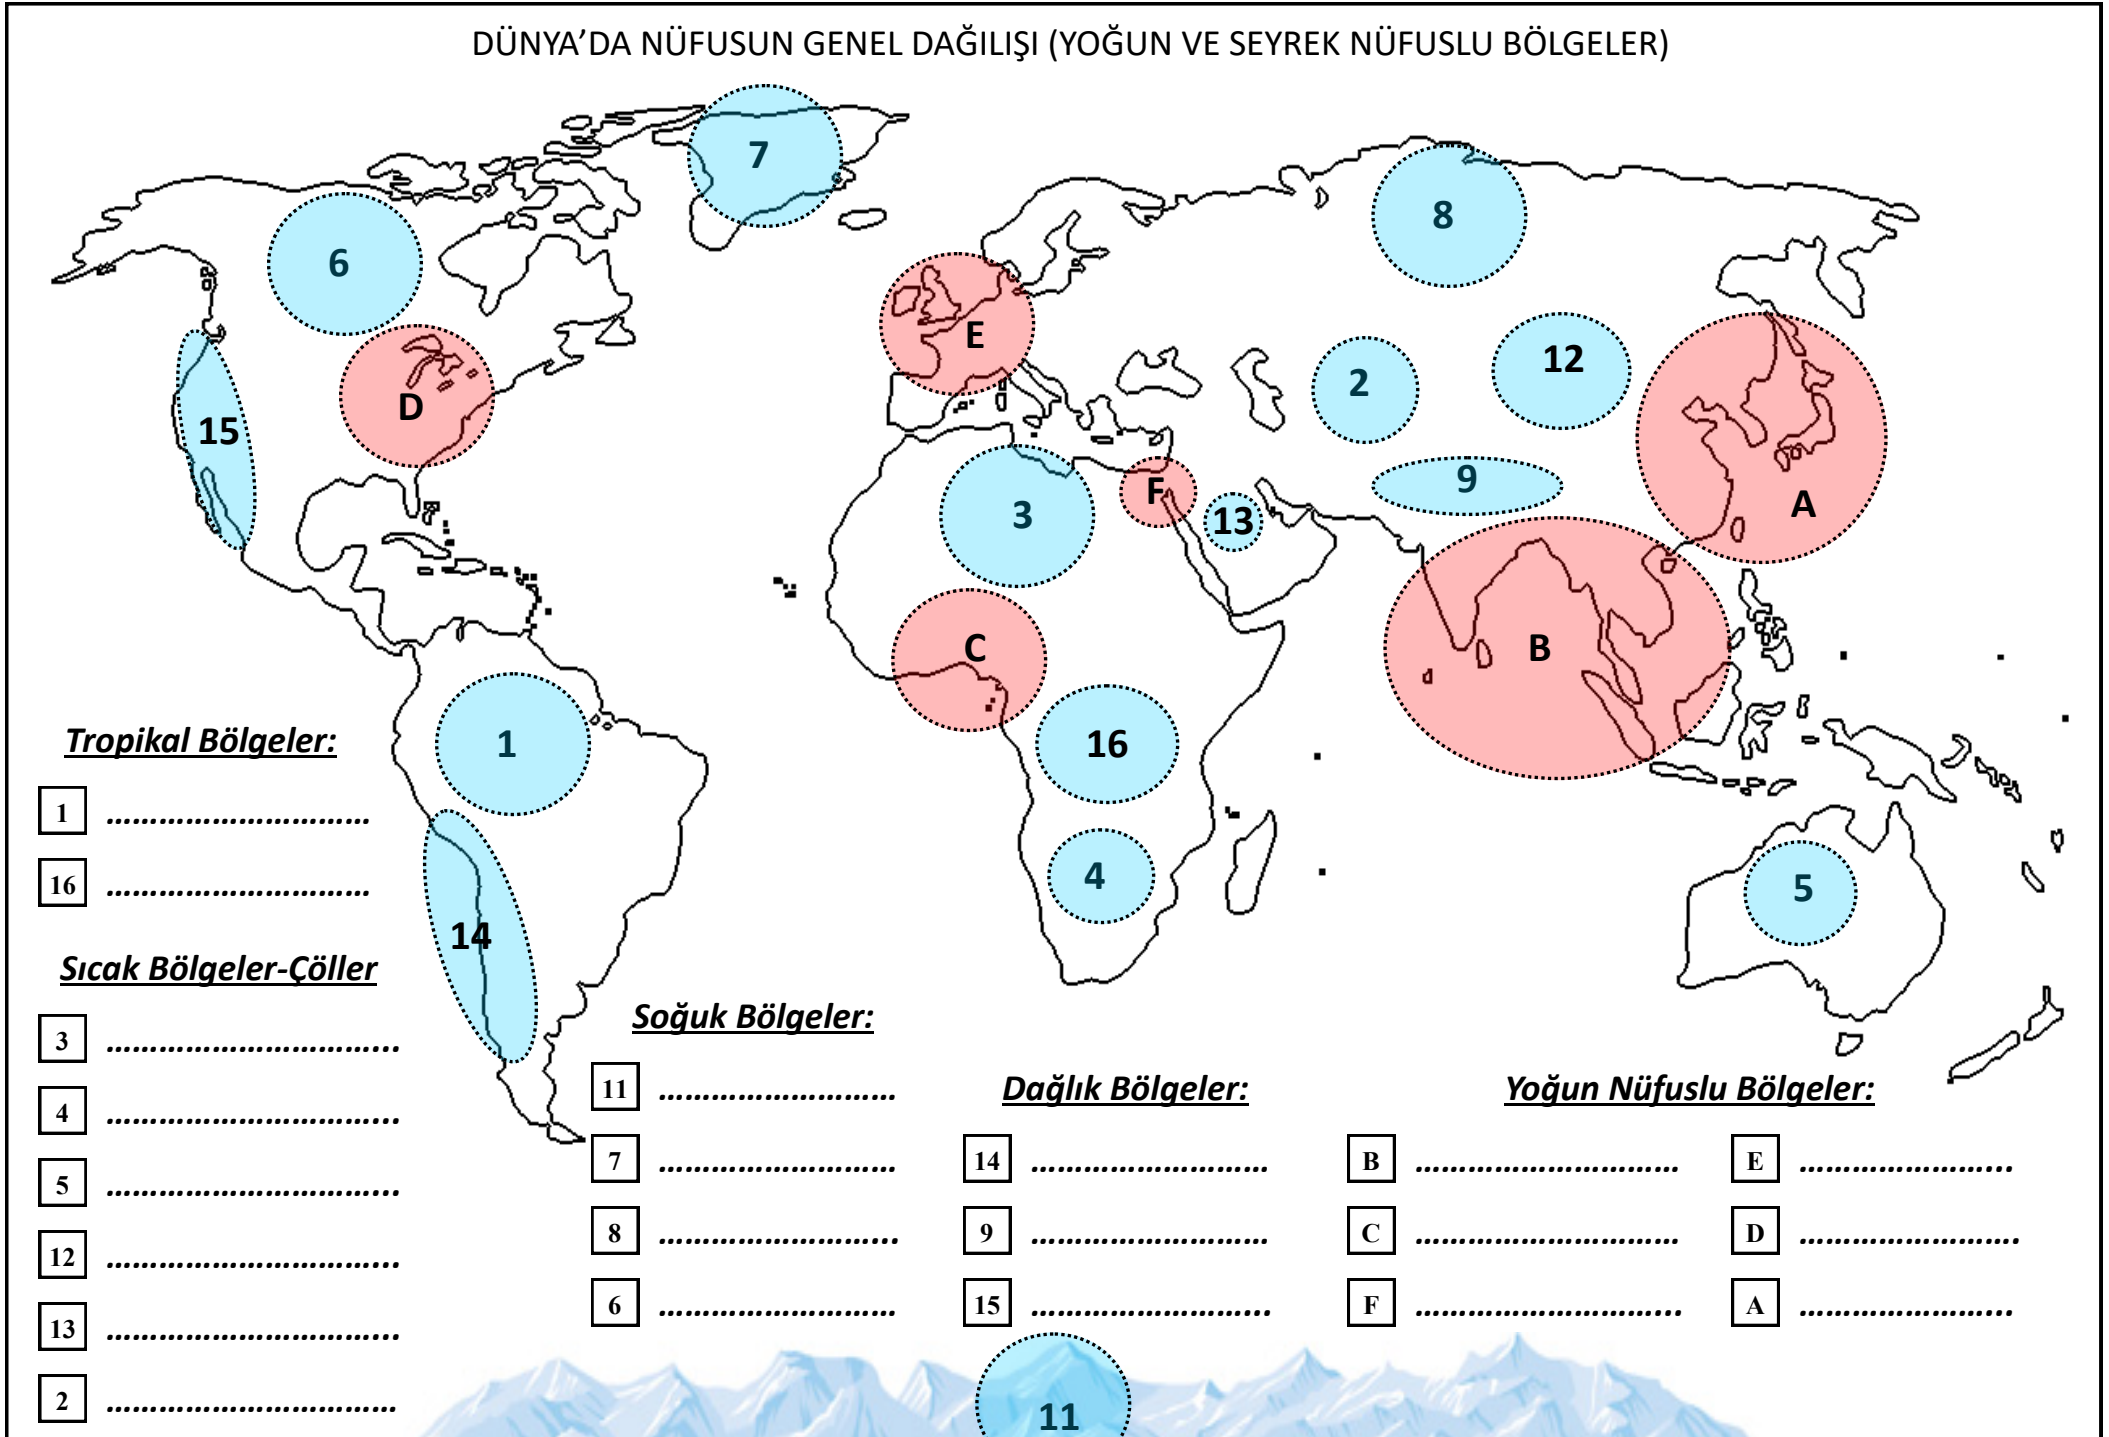 DÜNYA'DA NÜFUSUN GENEL DAĞILIŞI (YOĞUN VE SEYREK NÜFUSLU BÖLGELER)
7
8
6
E
12
2
D
15
9
A
F
3
13
C
B
1
16
4
5
14
11
Tropikal Bölgeler:
1 ..............................
16 ..............................
Sıcak Bölgeler-Çöller
3 .................................
4 .................................
5 .................................
12 .................................
13 .................................
2 .................................
Soğuk Bölgeler:
11 ...........................
7 ...........................
8 ...........................
6 ...........................
Dağlık Bölgeler:
14 ...........................
9 ...........................
15 ...........................
Yoğun Nüfuslu Bölgeler:
B .............................. E ........................
C .............................. D ........................
F .............................. A ........................